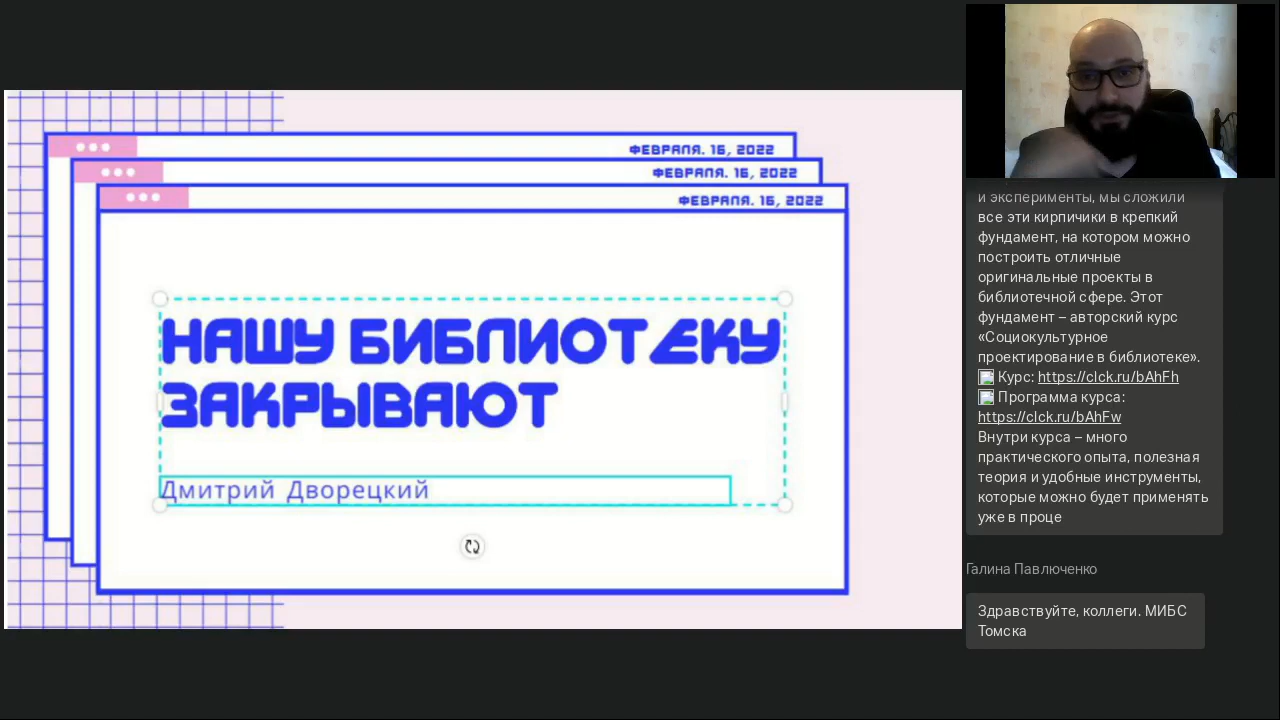 ФЕВРАЛЯ. 16, 2022
ФЕВРАЛЯ. 16, 2022
ФЕВРАЛЯ. 16, 2022
НАШУ БИБЛИОТЕКУ
ЗАКРЫВАЮТ
Дмитрий Дворецкий
и эксперименты, мы сложили
все эти кирпичики в крепкий
фундамент, на котором можно
построить отличные
оригинальные проекты в
библиотечной сфере. Этот
фундамент – авторский курс
«Социокультурное
проектирование в библиотеке».
Курс: https://clck.ru/bAhFh
Программа курса:
https://clck.ru/bAhFw
Внутри курса – много
практического опыта, полезная
теория и удобные инструменты,
которые можно будет применять
уже в проце
Галина Павлюченко
Здравствуйте, коллеги. МИБС
Томска